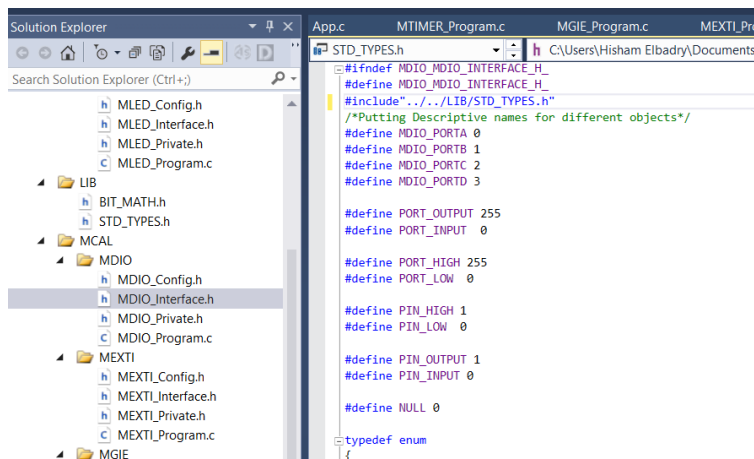 Solution Explorer
Search Solution Explorer (Ctrl+;)
MLED_Config.h
MLED_Interface.h
MLED_Private.h
MLED_Program.c
LIB
BIT_MATH.h
STD_TYPES.h
MCAL
MDIO
MDIO_Config.h
MDIO_Interface.h
MDIO_Private.h
MDIO_Program.c
MEXTI
MEXTI_Config.h
MEXTI_Interface.h
MEXTI_Private.h
MEXTI_Program.c
MGIE
App.c MTIMER_Program.c MGIE_Program.c MEXTI_Pro
STD_TYPES.h h C:\Users\Hisham Elbadry\Documents
#ifndef MDIO_MDIO_INTERFACE_H_
#define MDIO_MDIO_INTERFACE_H_
#include"../../LIB/STD_TYPES.h"
/*Putting Descriptive names for different objects*/
#define MDIO_PORTA 0
#define MDIO_PORTB 1
#define MDIO_PORTC 2
#define MDIO_PORTD 3
#define PORT_OUTPUT 255
#define PORT_INPUT  0
#define PORT_HIGH 255
#define PORT_LOW  0
#define PIN_HIGH 1
#define PIN_LOW  0
#define PIN_OUTPUT 1
#define PIN_INPUT 0
#define NULL 0
typedef enum
{